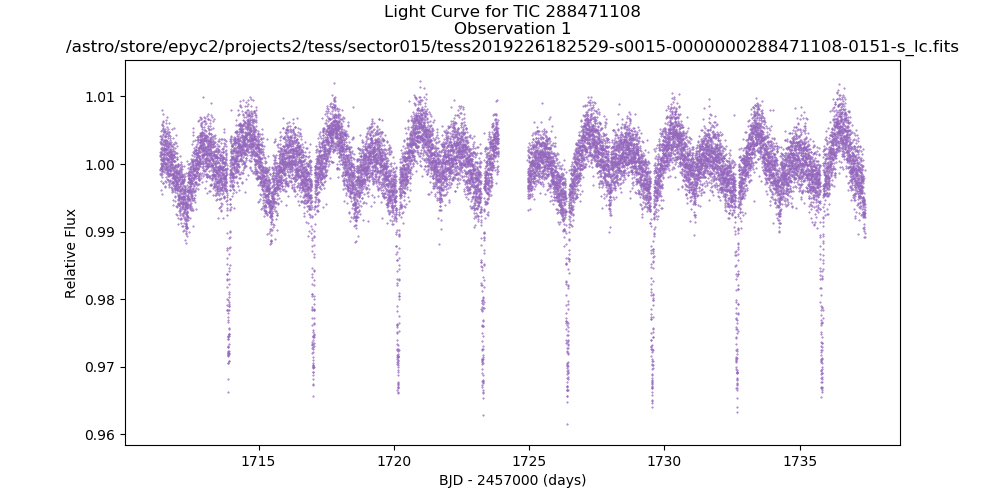 Light Curve for TIC 288471108
Observation 1
/astro/store/epyc2/projects2/tess/sector015/tess2019226182529-s0015-0000000288471108-0151-s_lc.fits
1.01
1.00
0.99
0.98
0.97
0.96
Relative Flux
1715
1720
1725
1730
1735
BJD - 2457000 (days)